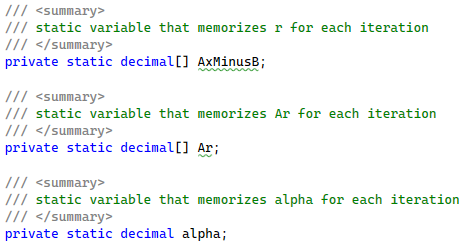 /// <summary>
/// static variable that memorizes r for each iteration
/// </summary>
private static decimal[] AxMinusB;
/// <summary>
/// static variable that memorizes Ar for each iteration
/// </summary>
private static decimal[] Ar;
/// <summary>
/// static variable that memorizes alpha for each iteration
/// </summary>
private static decimal alpha;